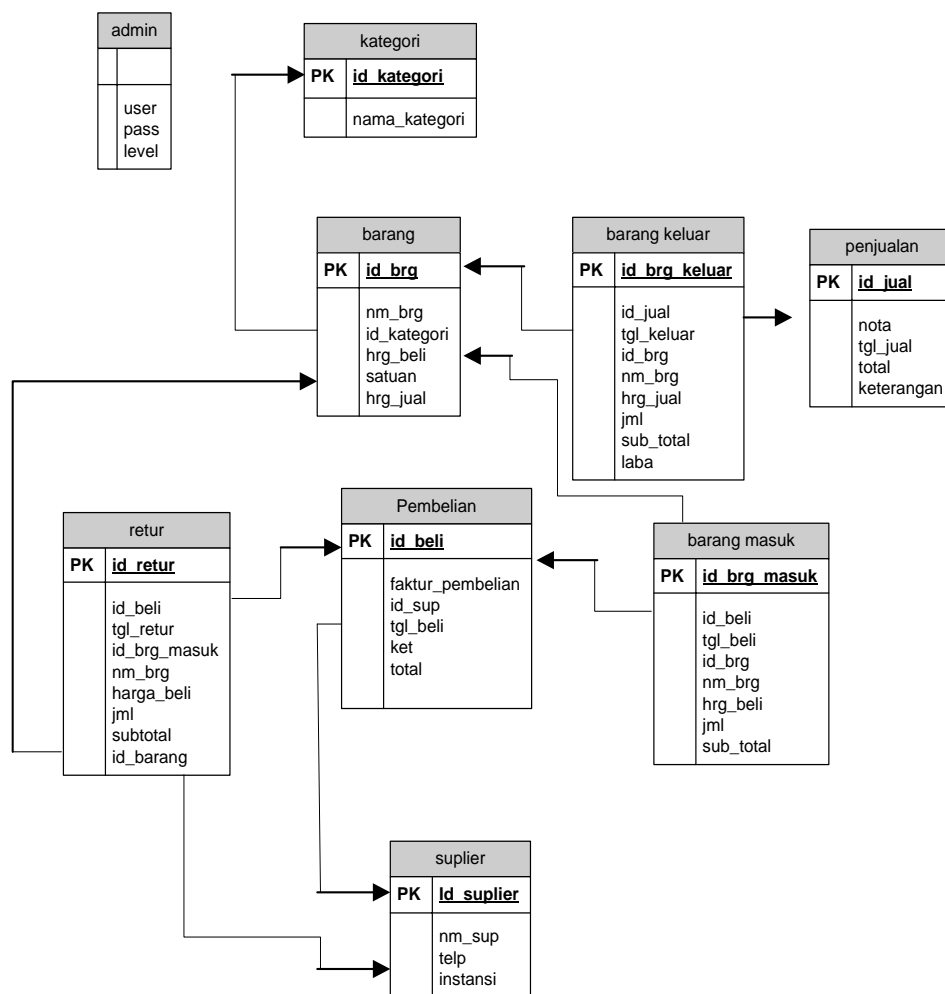 admin
user
pass
level
kategori
PK id_kategori
nama_kategori
barang
PK id_brg
nm_brg
id_kategori
hrg_beli
satuan
hrg_jual
barang keluar
PK id_brg_keluar
id_jual
tgl_keluar
id_brg
nm_brg
hrg_jual
jml
sub_total
laba
penjualan
PK id_jual
nota
tgl_jual
total
keterangan
retur
PK id_retur
id_beli
tgl_retur
id_brg_masuk
nm_brg
harga_beli
jml
subtotal
id_barang
Pembelian
PK id_beli
faktur_pembelian
id_sup
tgl_beli
ket
total
barang masuk
PK id_brg_masuk
id_beli
tgl_beli
id_brg
nm_brg
hrg_beli
jml
sub_total
suplier
PK Id_suplier
nm_sup
telp
instansi